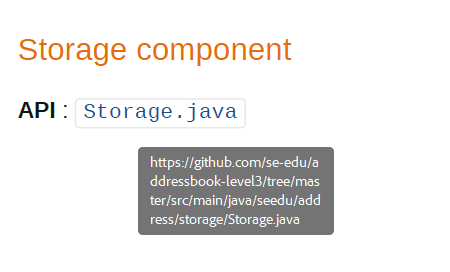 Storage component
API : Storage.java
https://github.com/se-edu/a
ddressbook-level3/tree/mas
ter/src/main/java/seedu/add
ress/storage/Storage.java